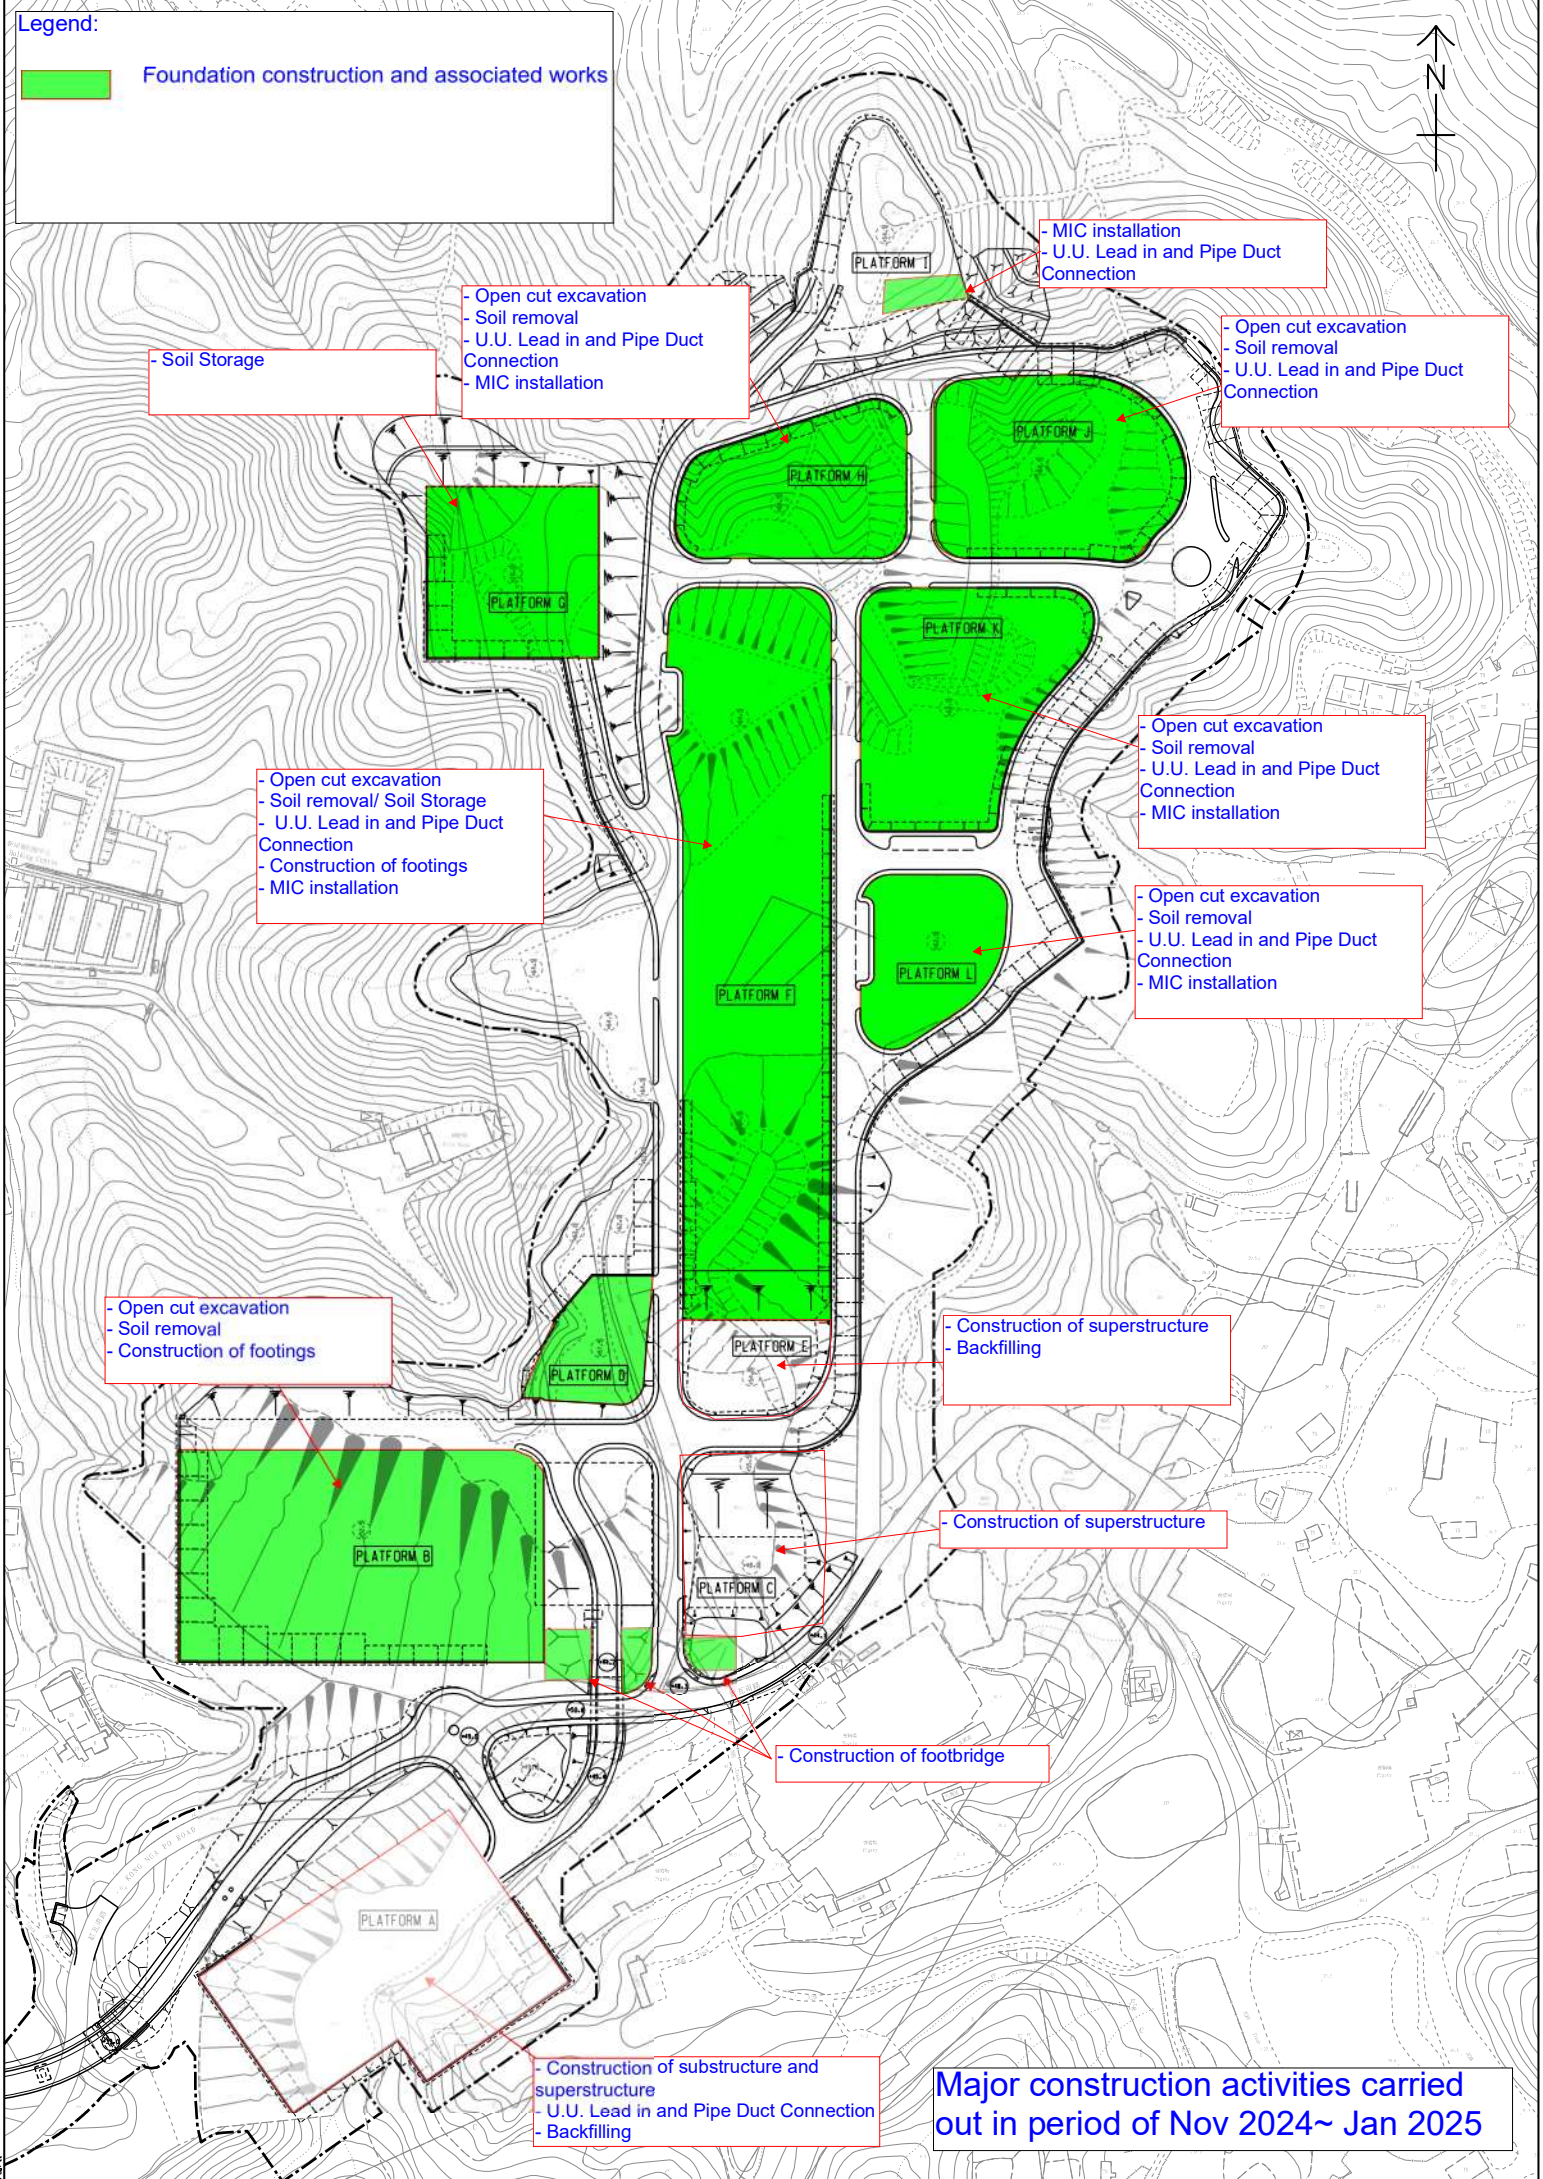 Legend:
Foundation construction and associated works
N
- MIC installation
- U.U. Lead in and Pipe Duct
Connection
PLATFORM I
- Open cut excavation
- Soil removal
- U.U. Lead in and Pipe Duct
Connection
- MIC installation
- Open cut excavation
- Soil removal
- U.U. Lead in and Pipe Duct
Connection
- Soil Storage
PLATFORM J
PLATFORM H
PLATFORM G
PLATFORM K
- Open cut excavation
- Soil removal
- U.U. Lead in and Pipe Duct
Connection
- MIC installation
- Open cut excavation
- Soil removal/ Soil Storage
- U.U. Lead in and Pipe Duct
Connection
- Construction of footings
- MIC installation
- Open cut excavation
- Soil removal
- U.U. Lead in and Pipe Duct
Connection
- MIC installation
PLATFORM L
PLATFORM F
- Open cut excavation
- Soil removal
- Construction of footings
- Construction of superstructure
- Backfilling
PLATFORM E
PLATFORM D
- Construction of superstructure
PLATFORM B
PLATFORM C
- Construction of footbridge
KONG NGA PO ROAD
PLATFORM A
- Construction of substructure and
superstructure
- U.U. Lead in and Pipe Duct Connection
- Backfilling
Major construction activities carried
out in period of Nov 2024~ Jan 2025